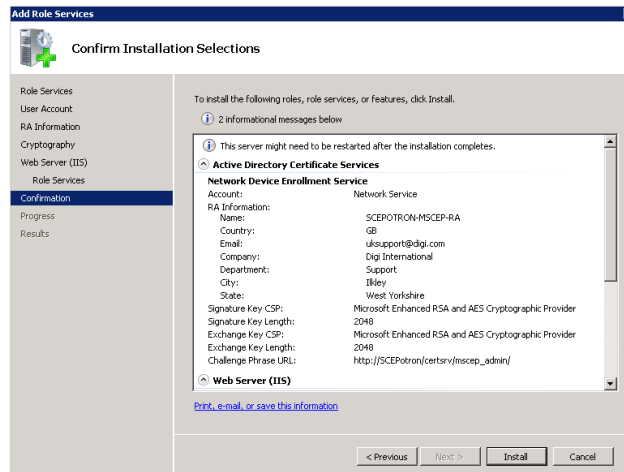 Add Role Services
Confirm Installation Selections
Role Services
User Account
RA Information
Cryptography
Web Server (IIS)
Role Services
Confirmation
Progress
Results
To install the following roles, role services, or features, click Install.
2 informational messages below
This server might need to be restarted after the installation completes.
Active Directory Certificate Services
Network Device Enrollment Service
Account: Network Service
RA Information:
Name: SCEPOTRON-MSCEP-RA
Country: GB
Email: uksupport@digi.com
Company: Digi International
Department: Support
City: Ilkley
State: West Yorkshire
Signature Key CSP: Microsoft Enhanced RSA and AES Cryptographic Provider
Signature Key Length: 2048
Exchange Key CSP: Microsoft Enhanced RSA and AES Cryptographic Provider
Exchange Key Length: 2048
Challenge Phrase URL: http://SCEPotron/certsrv/mscep_admin/
Web Server (IIS)
Print, e-mail, or save this information
< Previous Next > Install Cancel